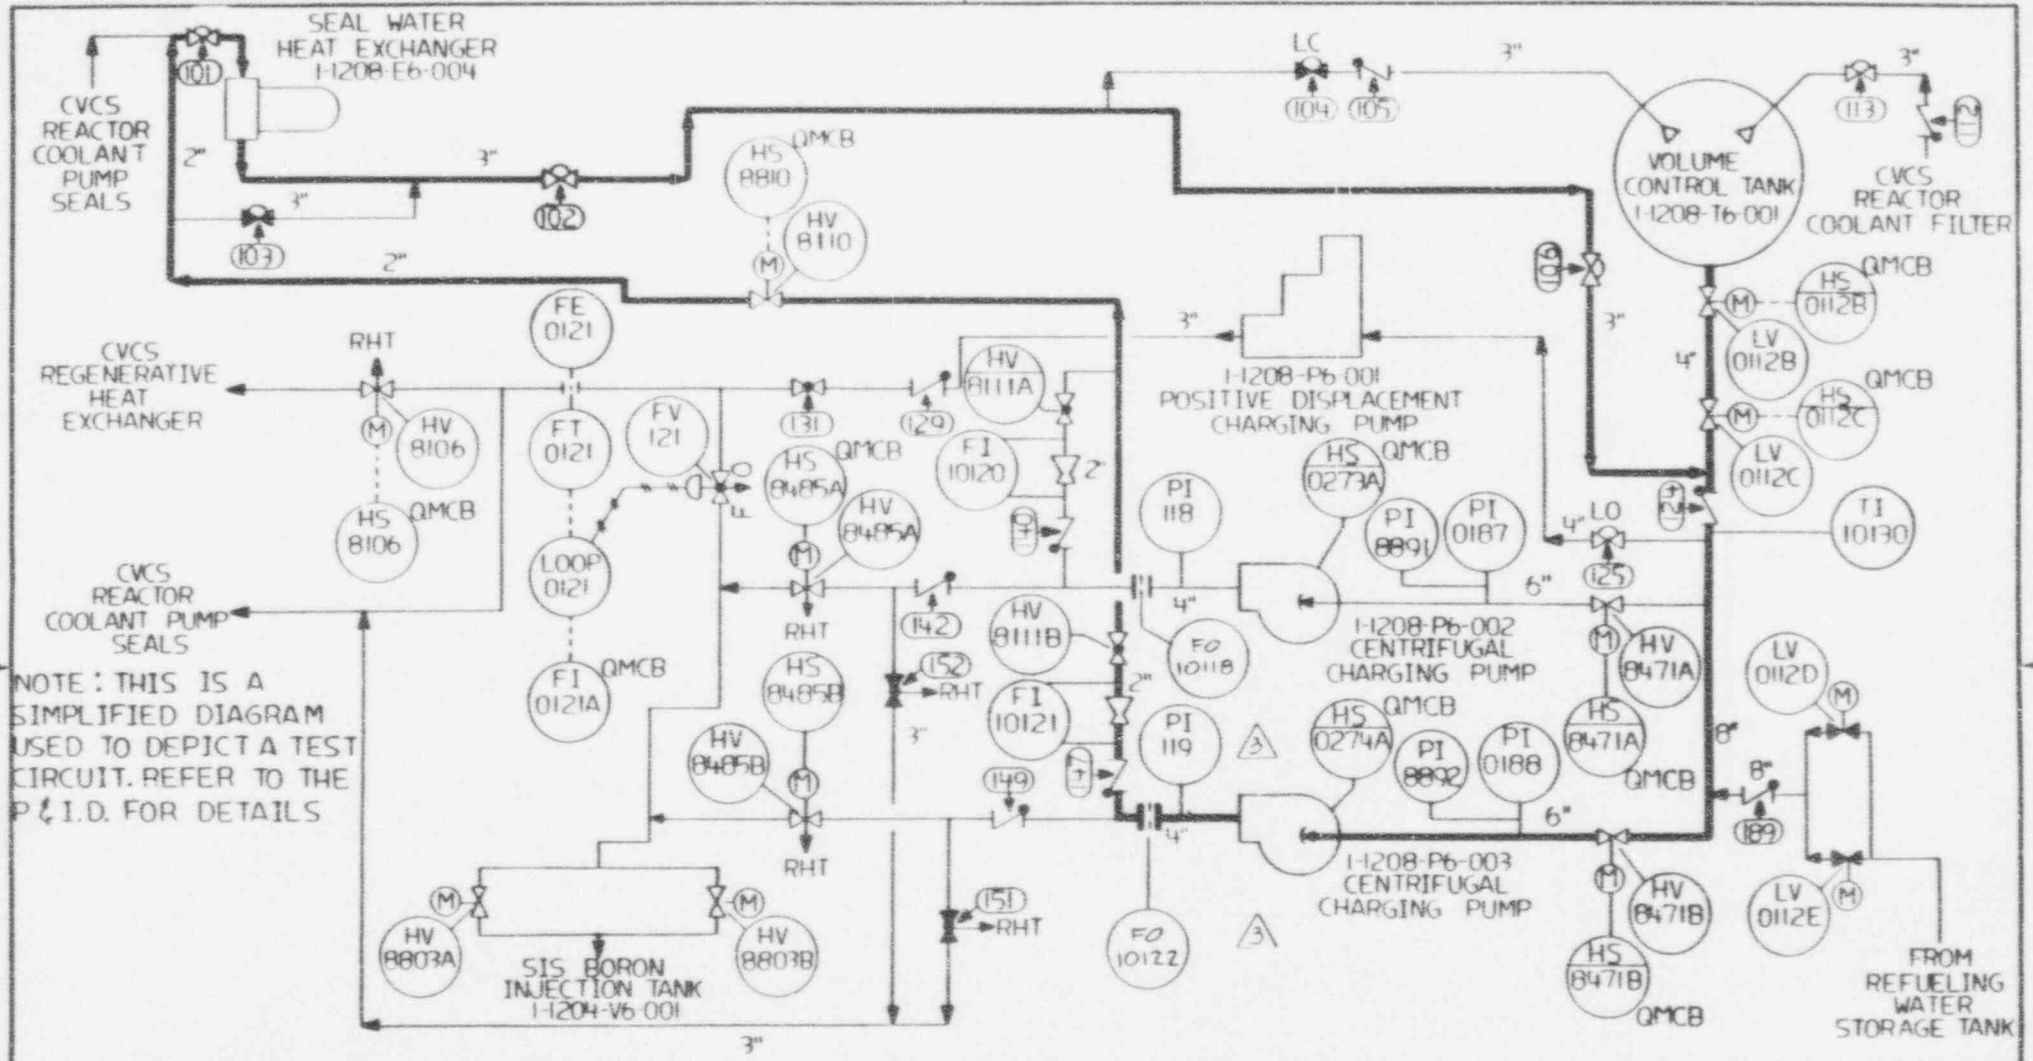 SEAL WATER
HEAT EXCHANGER
1-1208-E6-004
101
CVCS
REACTOR
COOLANT
PUMP
SEALS
2"
3"
3"
102
103
2"
HS
8810
QMCB
HV
8110
M
LC
104
105
3"
VOLUME
CONTROL TANK
1-1208-T6-001
113
3"
CVCS
REACTOR
COOLANT FILTER
3"
M
HS
0112B
QMCB
LV
0112B
4"
M
HS
0112C
QMCB
LV
0112C
FE
0121
RHT
CVCS
REGENERATIVE
HEAT
EXCHANGER
M
HV
8106
HS
8106
QMCB
FT
0121
FV
121
FO
LOOP
0121
FI
0121A
QMCB
131
129
3"
1-1208-P6-001
POSITIVE DISPLACEMENT
CHARGING PUMP
HV
8111A
FI
10120
2"
HS
8485A
QMCB
HV
8485A
M
RHT
142
PI
118
4"
HS
0273A
QMCB
PI
8891
PI
0187
6"
4"
LO
125
TI
10130
1-1208-P6-002
CENTRIFUGAL
CHARGING PUMP
M
HV
8471A
HS
8471A
QMCB
CVCS
REACTOR
COOLANT PUMP
SEALS
NOTE: THIS IS A
SIMPLIFIED DIAGRAM
USED TO DEPICT A TEST
CIRCUIT. REFER TO THE
P & I.D. FOR DETAILS
HS
8485B
HV
8485B
M
RHT
152
RHT
3"
149
HV
8111B
FO
10118
2"
FI
10121
PI
119
3
4"
HS
0274A
QMCB
PI
8892
PI
0188
6"
8"
1-1208-P6-003
CENTRIFUGAL
CHARGING PUMP
M
HV
8471B
HS
8471B
QMCB
LV
0112D
M
8"
189
LV
0112E
M
FROM
REFUELING
WATER
STORAGE TANK
M
HV
8803A
M
HV
8803B
SIS BORON
INJECTION TANK
1-1204-V6-001
151
RHT
FO
10122
3
3"